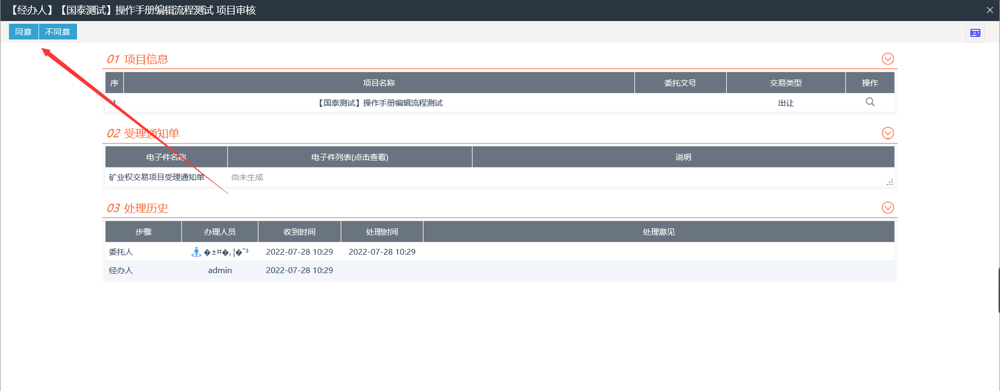 【经办人】【国泰测试】操作手册编辑流程测试 项目审核
同意 不同意
01 项目信息
序 项目名称 委托文号 交易类型 操作
1 【国泰测试】操作手册编辑流程测试 出让
02 受理通知单
电子件名称 电子件列表(点击查看) 说明
矿业权交易项目受理通知单 尚未生成
03 处理历史
步骤 办理人员 收到时间 处理时间 处理意见
委托人 �±¤�‚¦�˜³ 2022-07-28 10:29 2022-07-28 10:29
经办人 admin 2022-07-28 10:29